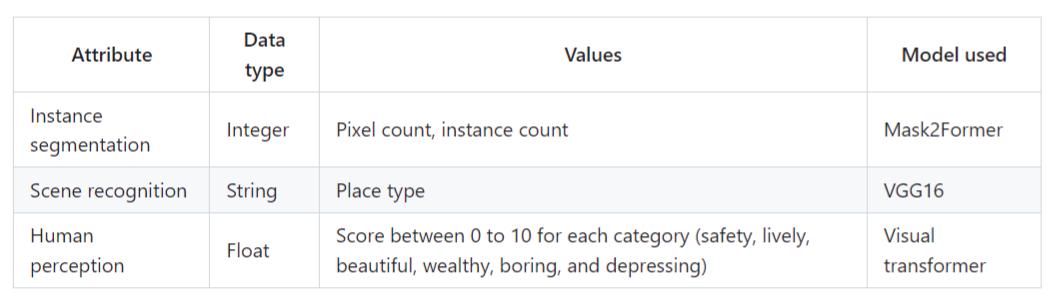 Attribute Data type Values Model used
Instance segmentation Integer Pixel count, instance count Mask2Former
Scene recognition String Place type VGG16
Human perception Float Score between 0 to 10 for each category (safety, lively, beautiful, wealthy, boring, and depressing) Visual transformer